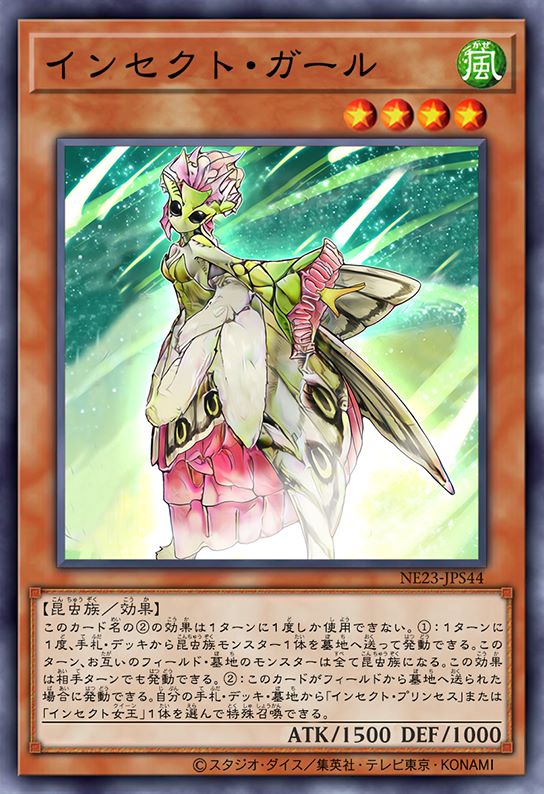 インセクト・ガール
風
【昆虫族／効果】
このカード名の②の効果は１ターンに１度しか使用できない。①：１ターンに
１度、手札・デッキから昆虫族モンスター１体を墓地へ送って発動できる。この
ターン、お互いのフィールド・墓地のモンスターは全て昆虫族になる。この効果
は相手ターンでも発動できる。②：このカードがフィールドから墓地へ送られた
場合に発動できる。自分の手札・デッキ・墓地から「インセクト・プリンセス」または
「インセクト女王」１体を選んで特殊召喚できる。
NE23-JPS44
ATK/1500 DEF/1000
©スタジオ・ダイス／集英社・テレビ東京・KONAMI